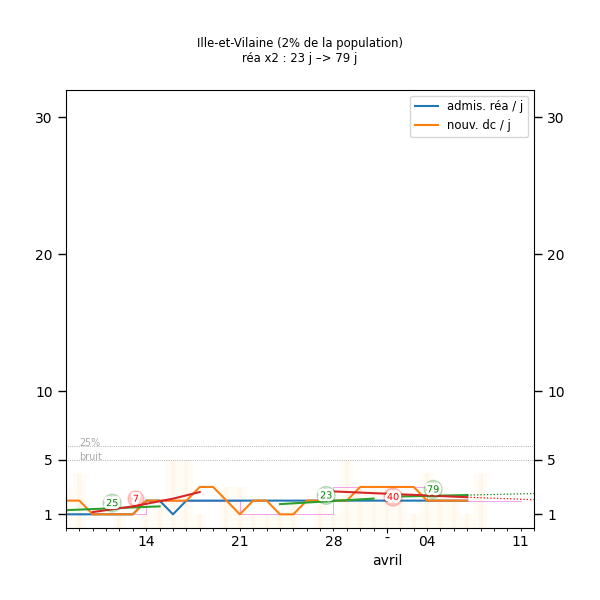 Ille-et-Vilaine (2% de la population)
réa x2 : 23 j –> 79 j
admis. réa / j
nouv. dc / j
30 30
20 20
10 10
25%
bruit
5 5
25 7 23 -40 79
1 1
14 21 28 04 11
avril